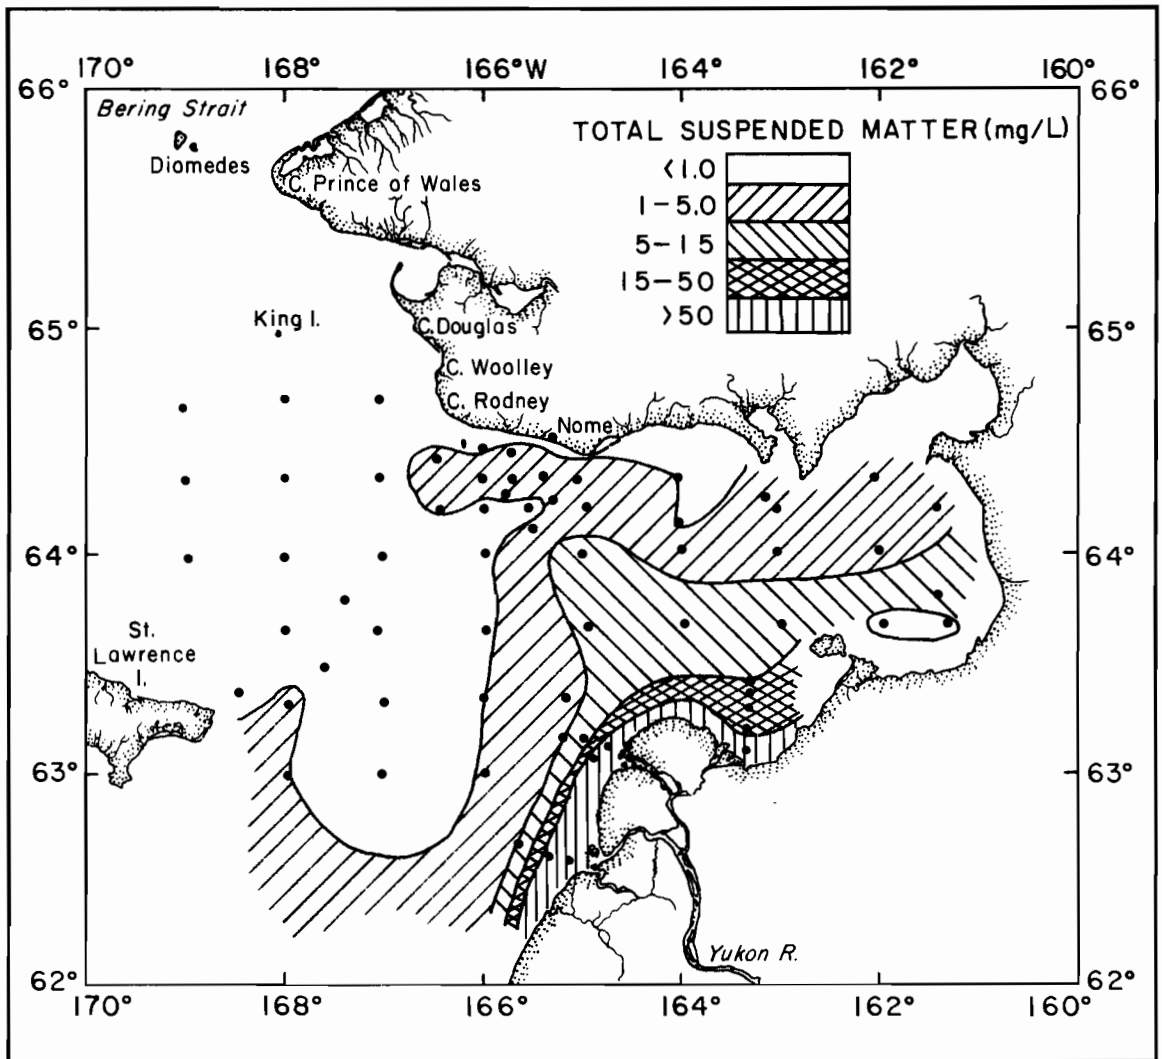 170° 168° 166°W 164° 162° 160°
66° 66°
Bering Strait
Diomedes
C. Prince of Wales
TOTAL SUSPENDED MATTER (mg/L)
<1.0
1-5.0
5-15
15-50
>50
65° 65°
King I.
C. Douglas
C. Woolley
C. Rodney
Nome
64° 64°
St.
Lawrence
I.
63° 63°
Yukon R.
62° 62°
170° 168° 166° 164° 162° 160°